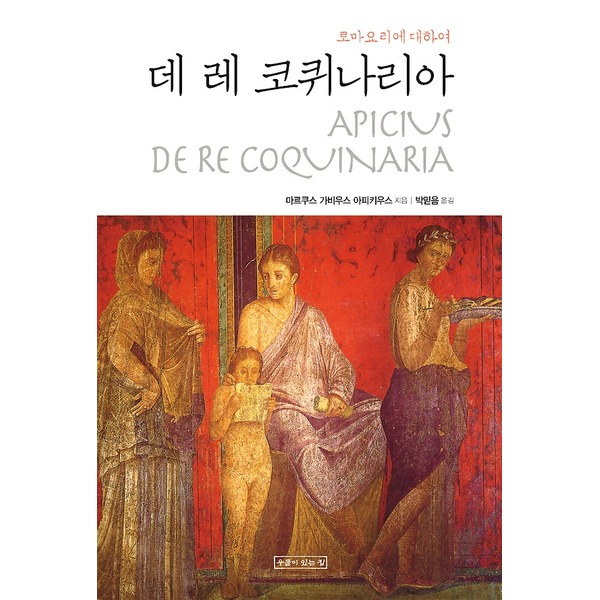 로마요리에 대하여
데 레 코퀴나리아
APICIUS
DE RE COQUINARIA
마르쿠스 가비우스 아피키우스 지음 | 박믿음 옮김
우물이 있는 집